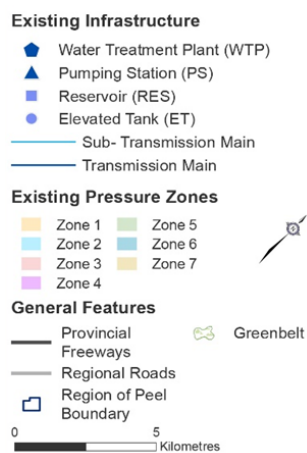 Existing Infrastructure
Water Treatment Plant (WTP)
Pumping Station (PS)
Reservoir (RES)
Elevated Tank (ET)
Sub- Transmission Main
Transmission Main
Existing Pressure Zones
Zone 1 Zone 5
Zone 2 Zone 6
Zone 3 Zone 7
Zone 4
General Features
Provincial Greenbelt
Freeways
Regional Roads
Region of Peel
Boundary
0 5
Kilometres